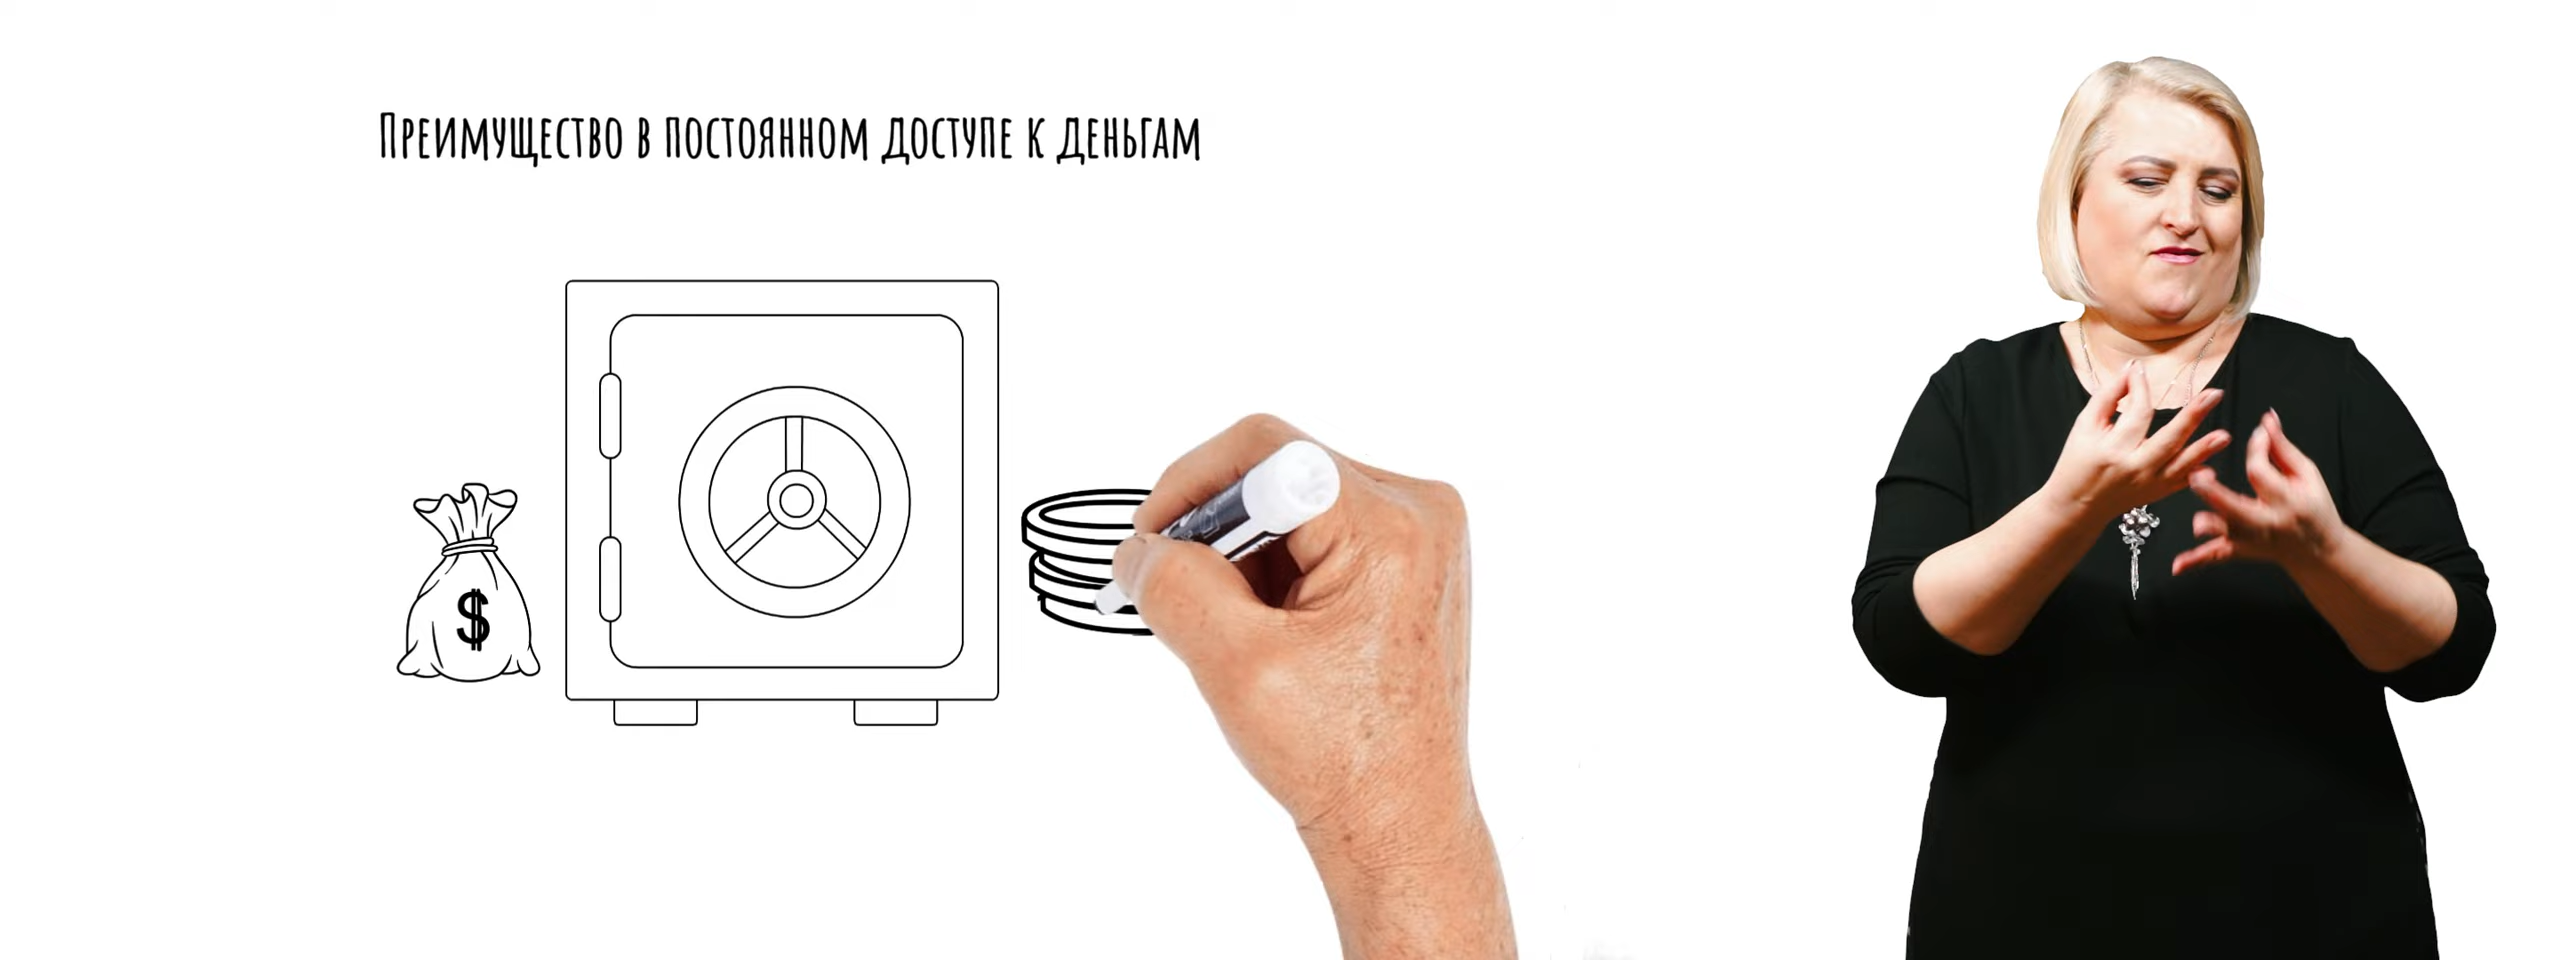 Преимущество в постоянном доступе к деньгам
$